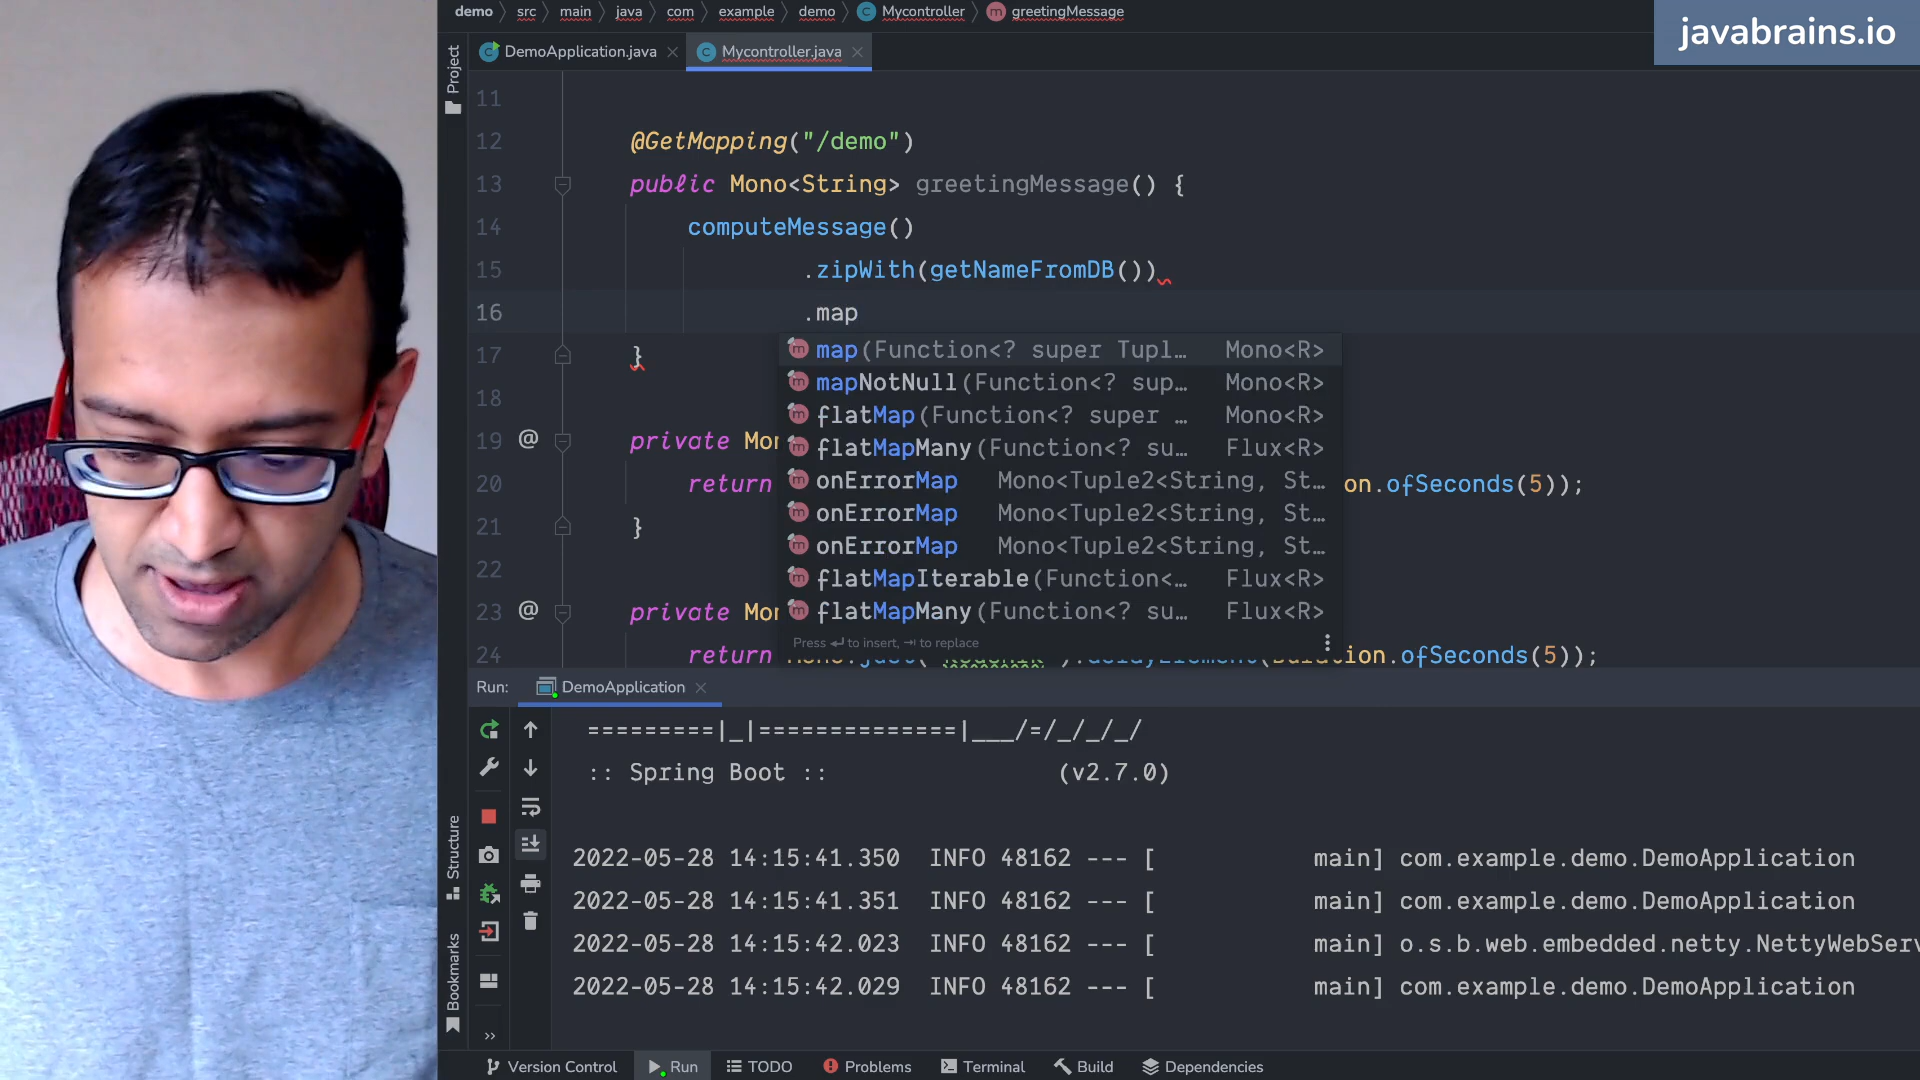 demo src main java com example demo Mycontroller greetingMessage
javabrains.io
Project
DemoApplication.java Mycontroller.java
11
12 @GetMapping("/demo")
13 public Mono<String> greetingMessage() {
14 computeMessage()
15 .zipWith(getNameFromDB())
16 .map
17 }
18
19 @ private Mo
20 return on.ofSeconds(5));
21 }
22
23 @ private Mo
24 return .ofSeconds(5));
map(Function<? super Tupl… Mono<R>
mapNotNull(Function<? sup… Mono<R>
flatMap(Function<? super … Mono<R>
flatMapMany(Function<? su… Flux<R>
onErrorMap Mono<Tuple2<String, St…
onErrorMap Mono<Tuple2<String, St…
onErrorMap Mono<Tuple2<String, St…
flatMapIterable(Function<… Flux<R>
flatMapMany(Function<? su… Flux<R>
Press ↵ to insert, ⇥ to replace
Run: DemoApplication
=========|_|==============|___/=/_/_/_/
:: Spring Boot :: (v2.7.0)
2022-05-28 14:15:41.350 INFO 48162 --- [ main] com.example.demo.DemoApplication
2022-05-28 14:15:41.351 INFO 48162 --- [ main] com.example.demo.DemoApplication
2022-05-28 14:15:42.023 INFO 48162 --- [ main] o.s.b.web.embedded.netty.NettyWebServ
2022-05-28 14:15:42.029 INFO 48162 --- [ main] com.example.demo.DemoApplication
Structure
Bookmarks
Version Control Run TODO Problems Terminal Build Dependencies